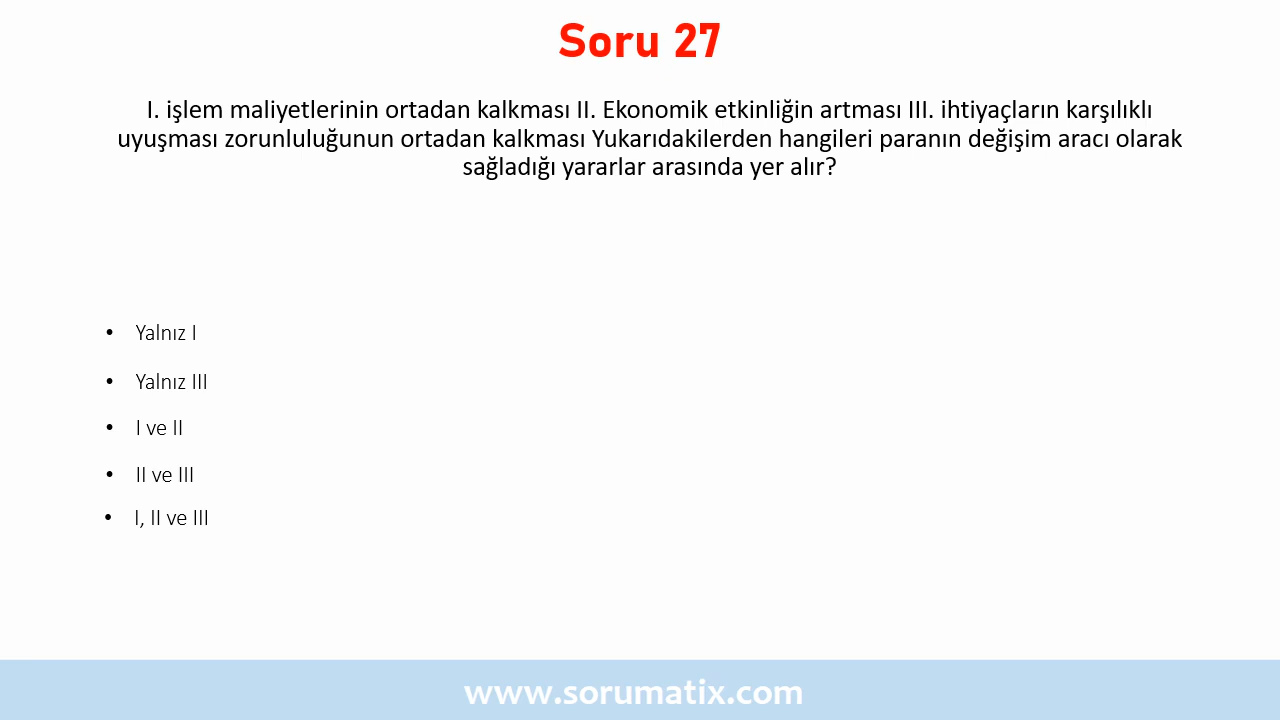 Soru 27
I. işlem maliyetlerinin ortadan kalkması II. Ekonomik etkinliğin artması III. ihtiyaçların karşılıklı
uyuşması zorunluluğunun ortadan kalkması Yukarıdakilerden hangileri paranın değişim aracı olarak
sağladığı yararlar arasında yer alır?
• Yalnız I
• Yalnız III
• I ve II
• II ve III
• I, II ve III
www.sorumatix.com